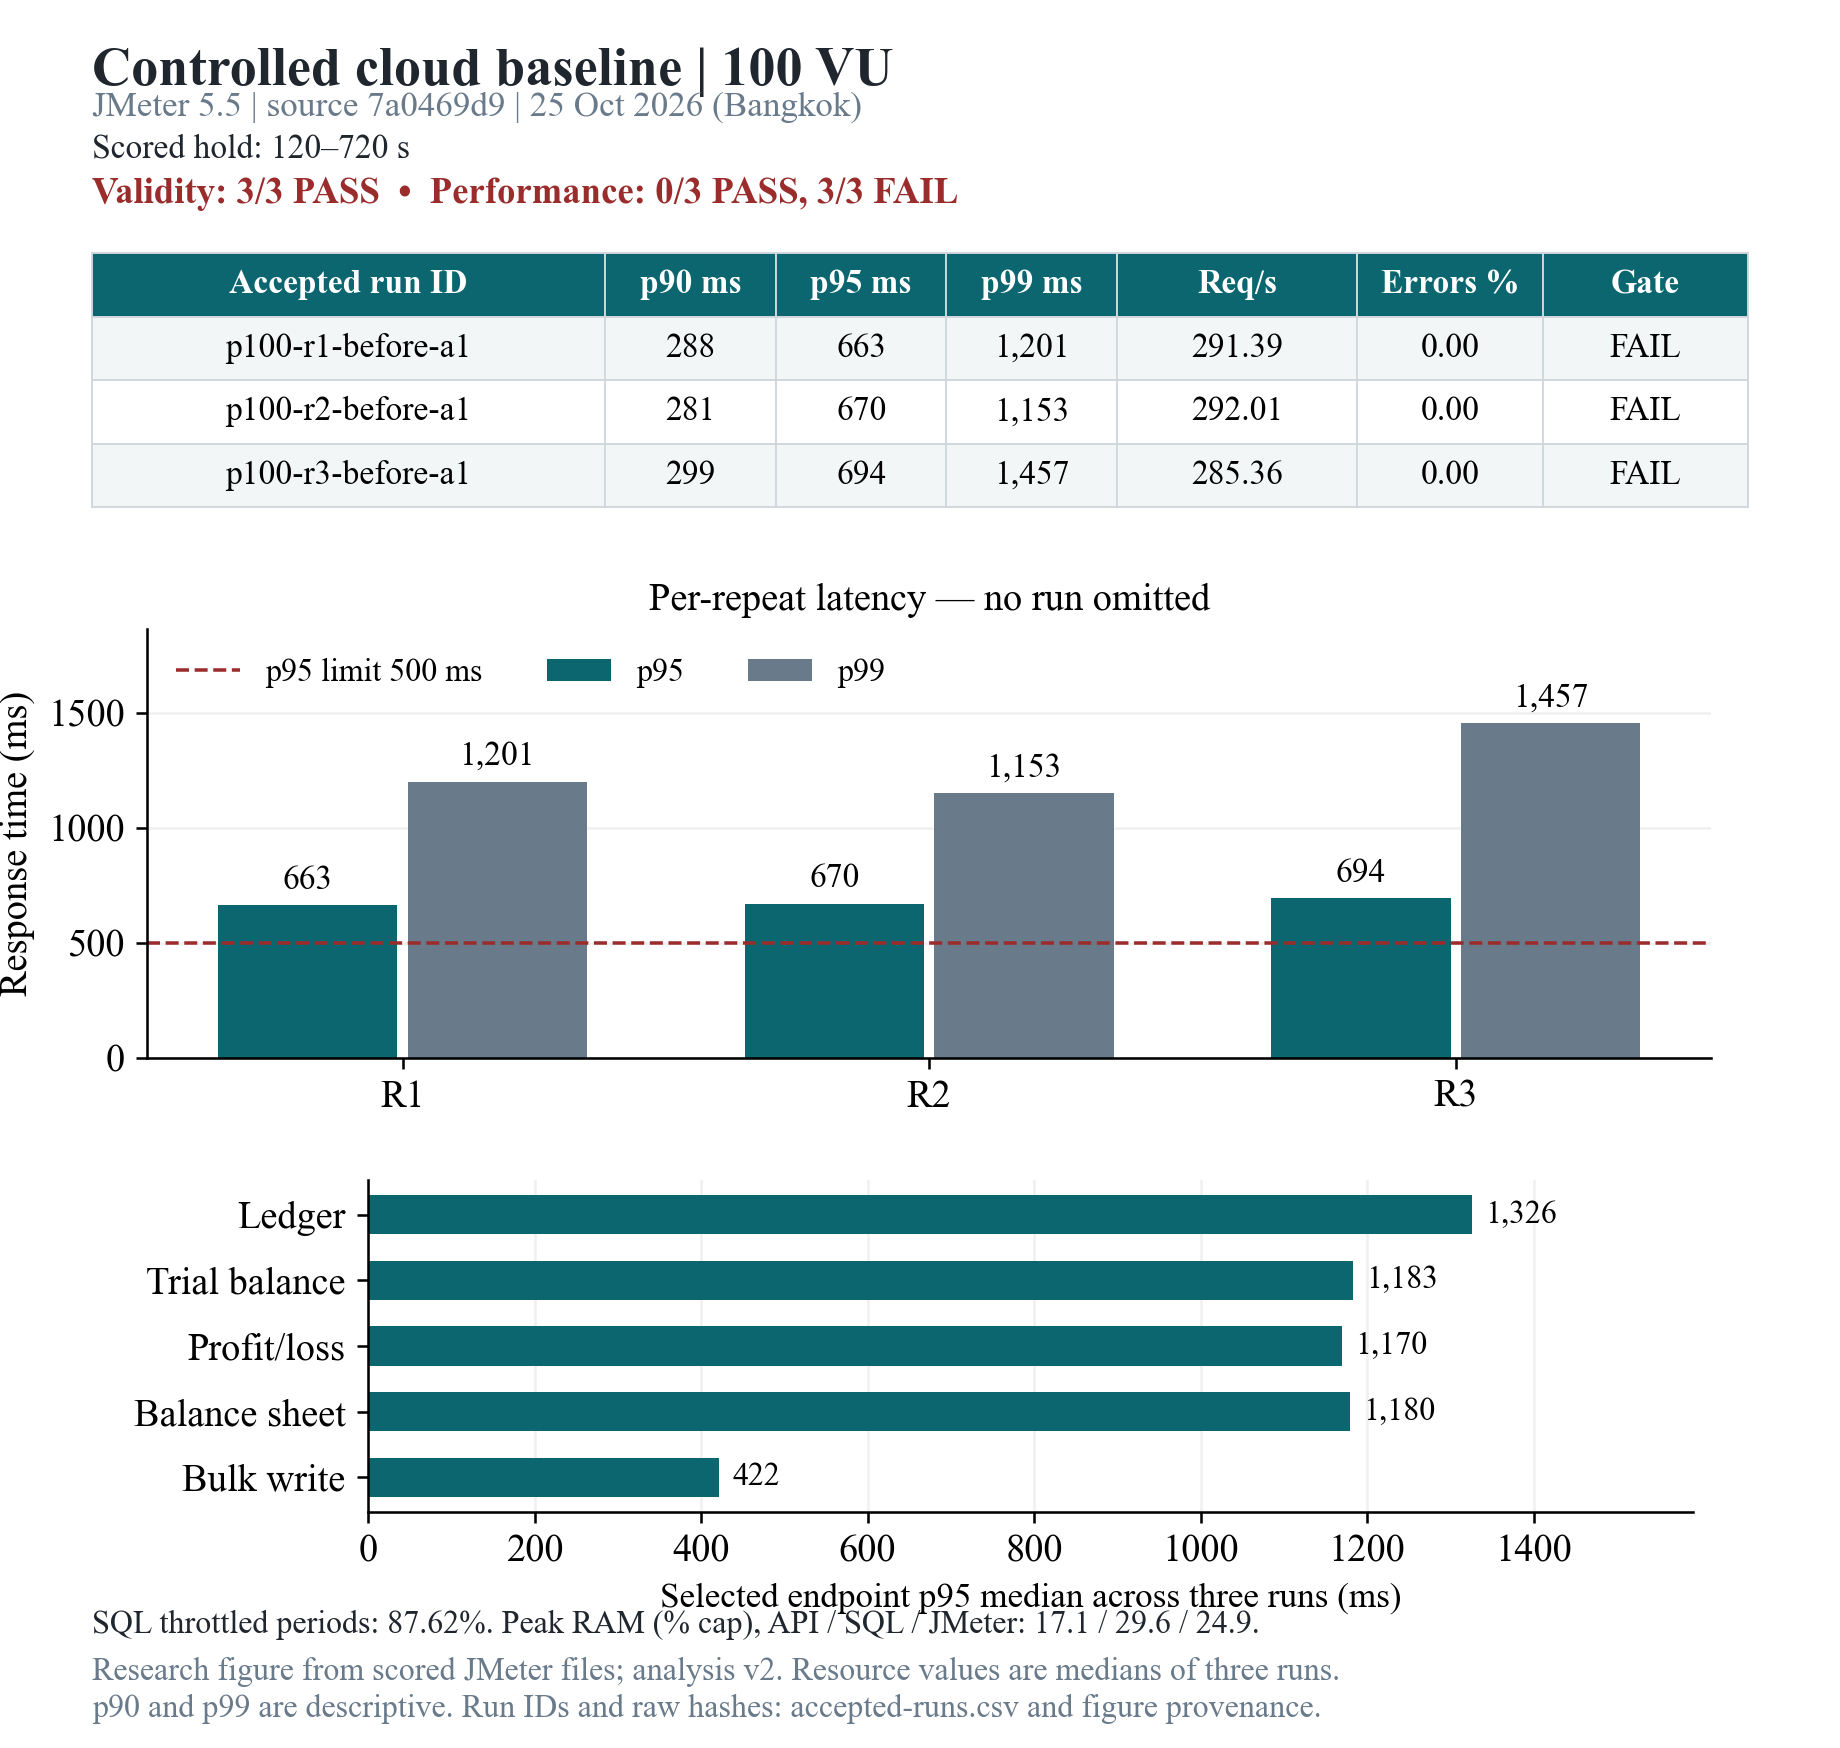 Controlled cloud baseline | 100 VU
JMeter 5.5 | source 7a0469d9 | 25 Oct 2026 (Bangkok)
Scored hold: 120–720 s
Validity: 3/3 PASS • Performance: 0/3 PASS, 3/3 FAIL
Accepted run ID p90 ms p95 ms p99 ms Req/s Errors % Gate
p100-r1-before-a1 288 663 1,201 291.39 0.00 FAIL
p100-r2-before-a1 281 670 1,153 292.01 0.00 FAIL
p100-r3-before-a1 299 694 1,457 285.36 0.00 FAIL
Per-repeat latency — no run omitted
p95 limit 500 ms p95 p99
Response time (ms)
1500
1000
500
0
663 1,201 670 1,153 694 1,457
R1 R2 R3
Ledger 1,326
Trial balance 1,183
Profit/loss 1,170
Balance sheet 1,180
Bulk write 422
0 200 400 600 800 1000 1200 1400
Selected endpoint p95 median across three runs (ms)
SQL throttled periods: 87.62%. Peak RAM (% cap), API / SQL / JMeter: 17.1 / 29.6 / 24.9.
Research figure from scored JMeter files; analysis v2. Resource values are medians of three runs.
p90 and p99 are descriptive. Run IDs and raw hashes: accepted-runs.csv and figure provenance.